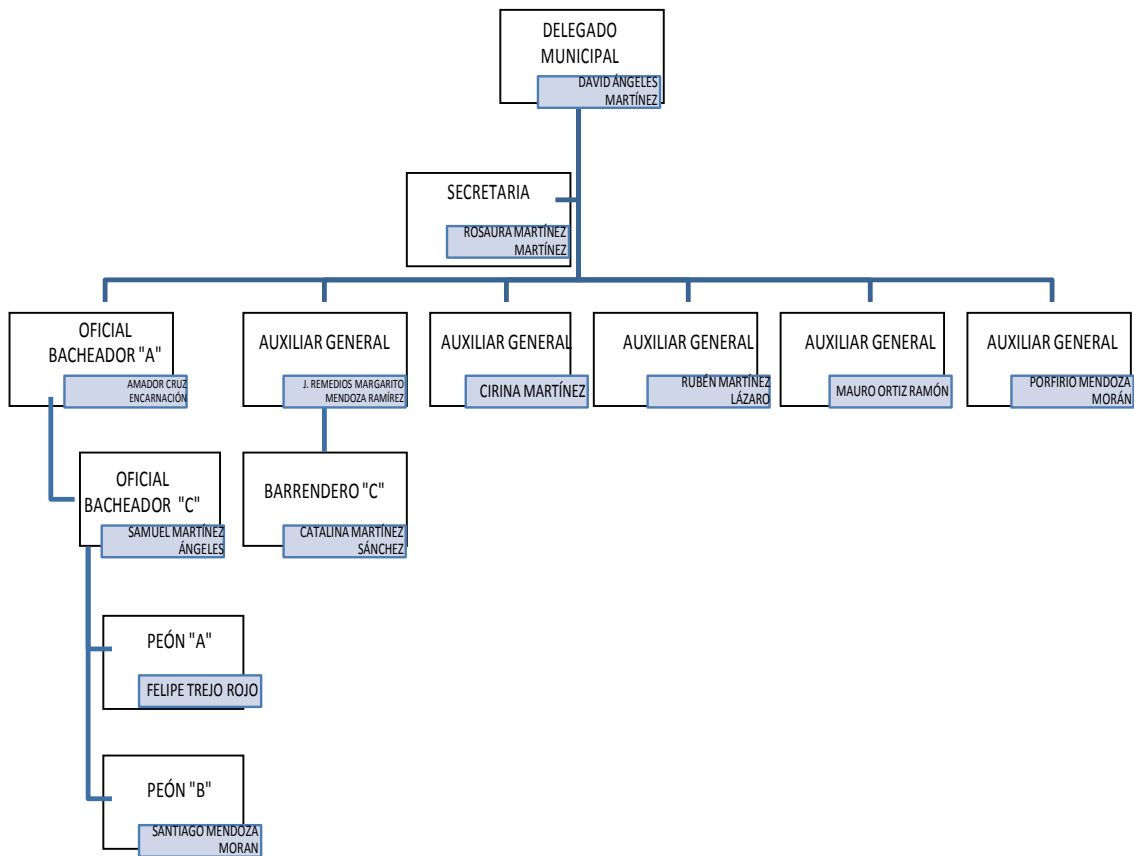 DELEGADO
MUNICIPAL
DAVID ÁNGELES
MARTÍNEZ
SECRETARIA
ROSAURA MARTÍNEZ
MARTÍNEZ
OFICIAL
BACHEADOR "A"
AMADOR CRUZ
ENCARNACIÓN
AUXILIAR GENERAL
J. REMEDIOS MARGARITO
MENDOZA RAMÍREZ
AUXILIAR GENERAL
CIRINA MARTÍNEZ
AUXILIAR GENERAL
RUBÉN MARTÍNEZ
LÁZARO
AUXILIAR GENERAL
MAURO ORTIZ RAMÓN
AUXILIAR GENERAL
PORFIRIO MENDOZA
MORÁN
OFICIAL
BACHEADOR "C"
SAMUEL MARTÍNEZ
ÁNGELES
BARRENDERO "C"
CATALINA MARTÍNEZ
SÁNCHEZ
PEÓN "A"
FELIPE TREJO ROJO
PEÓN "B"
SANTIAGO MENDOZA
MORAN